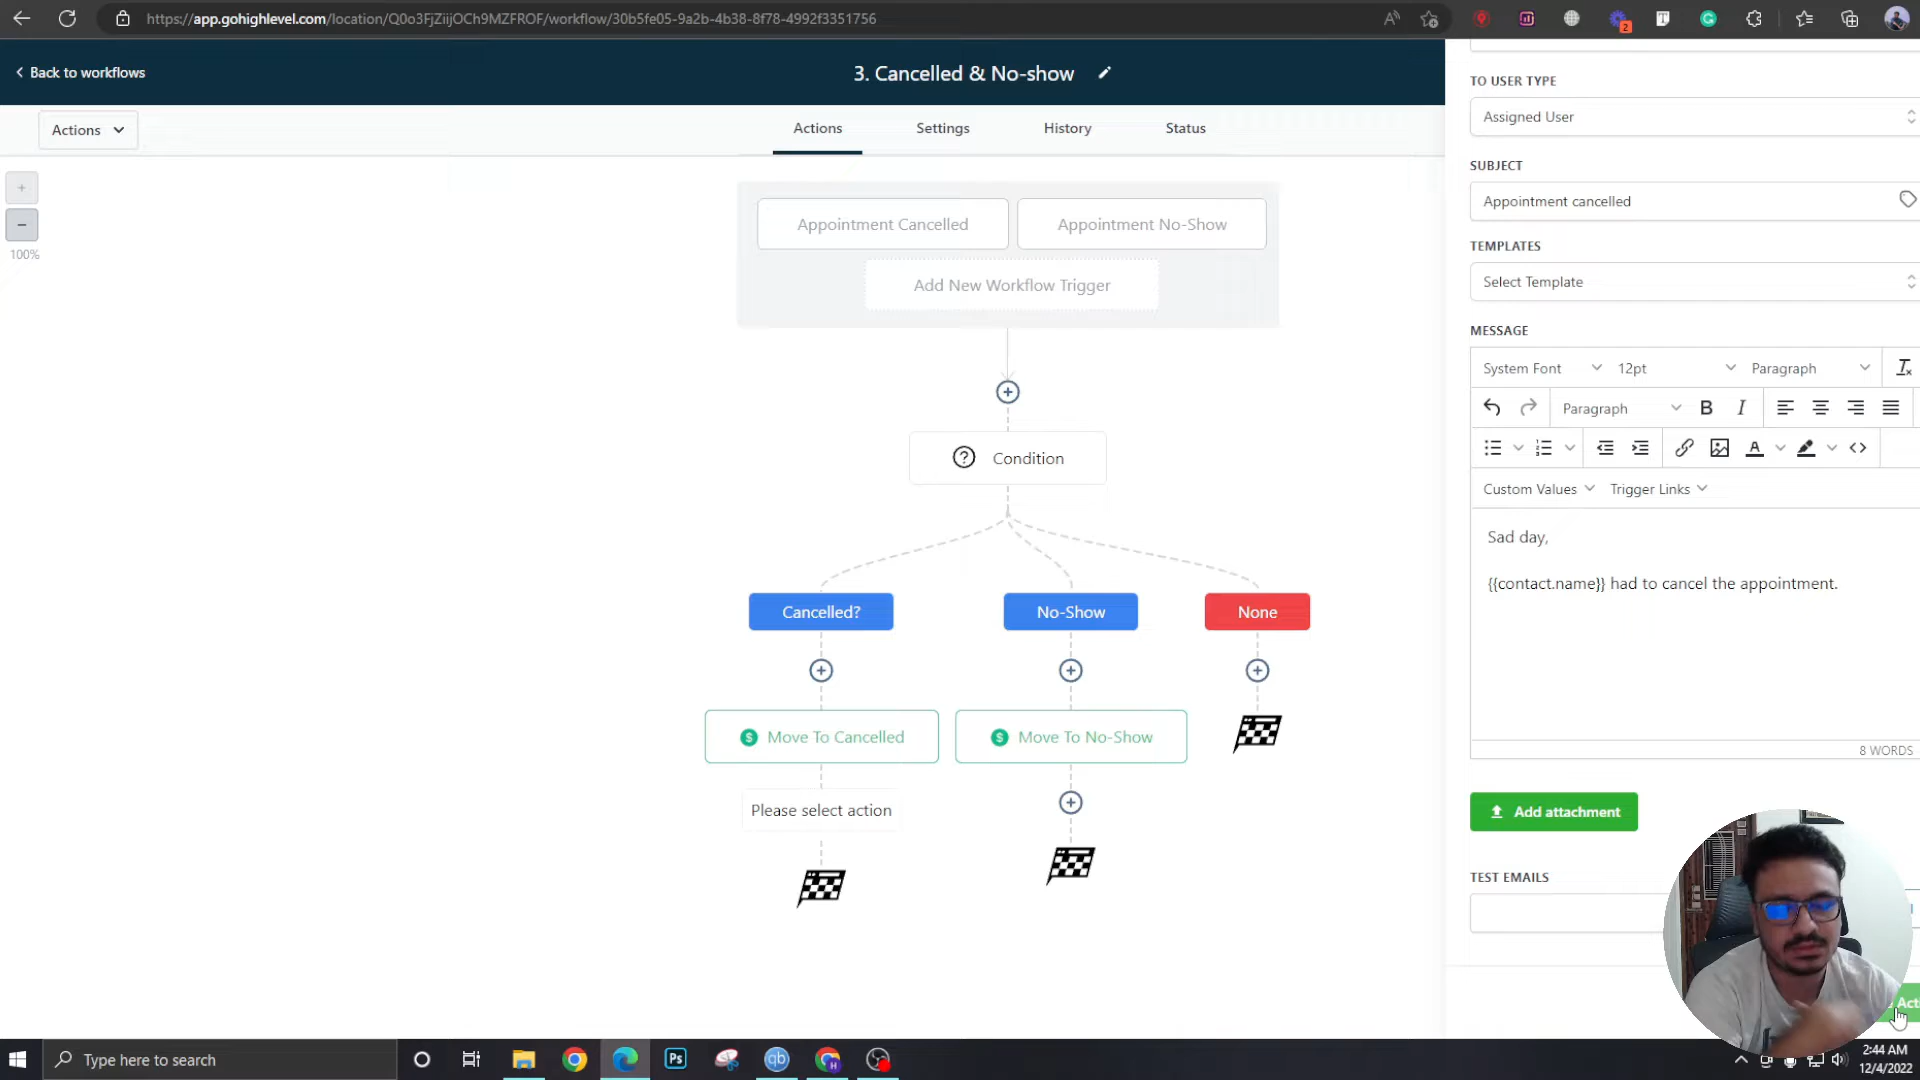 https://app.gohighlevel.com/location/Q0o3FjZiijOCh9MZFROF/workflow/30b5fe05-9a2b-4b38-8f78-4992f3351756
2
Back to workflows
3. Cancelled & No-show
Actions
Actions
Settings
History
Status
100%
Appointment Cancelled
Appointment No-Show
Add New Workflow Trigger
Condition
Cancelled?
No-Show
None
Move To Cancelled
Move To No-Show
Please select action
TO USER TYPE
Assigned User
SUBJECT
Appointment cancelled
TEMPLATES
Select Template
MESSAGE
System Font
12pt
Paragraph
Paragraph
B
I
Custom Values
Trigger Links
Sad day,
{{contact.name}} had to cancel the appointment.
8 WORDS
Add attachment
TEST EMAILS
Type here to search
Ps
qb
H
2:44 AM
12/4/2022